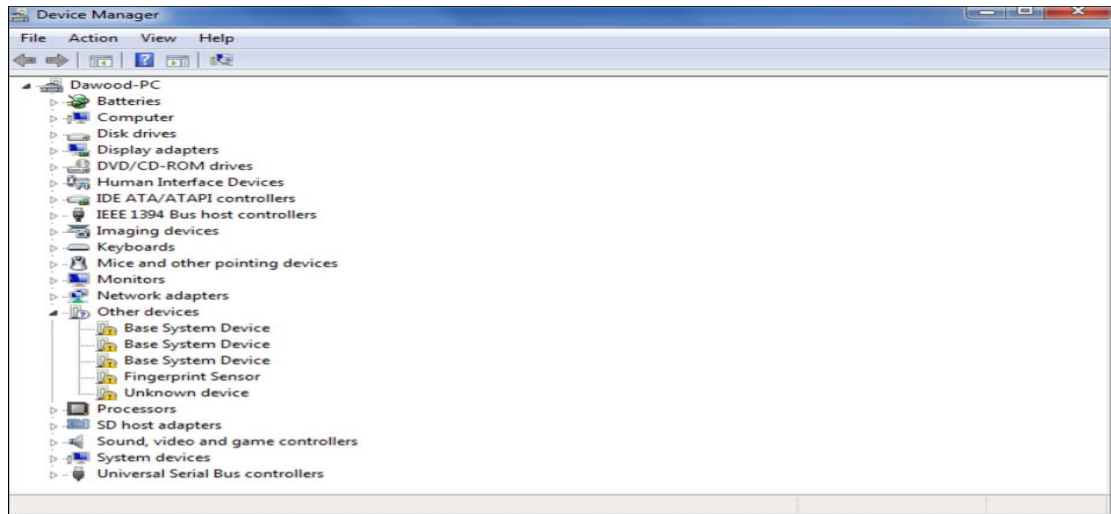 Device Manager
File Action View Help
Dawood-PC
Batteries
Computer
Disk drives
Display adapters
DVD/CD-ROM drives
Human Interface Devices
IDE ATA/ATAPI controllers
IEEE 1394 Bus host controllers
Imaging devices
Keyboards
Mice and other pointing devices
Monitors
Network adapters
Other devices
Base System Device
Base System Device
Base System Device
Fingerprint Sensor
Unknown device
Processors
SD host adapters
Sound, video and game controllers
System devices
Universal Serial Bus controllers